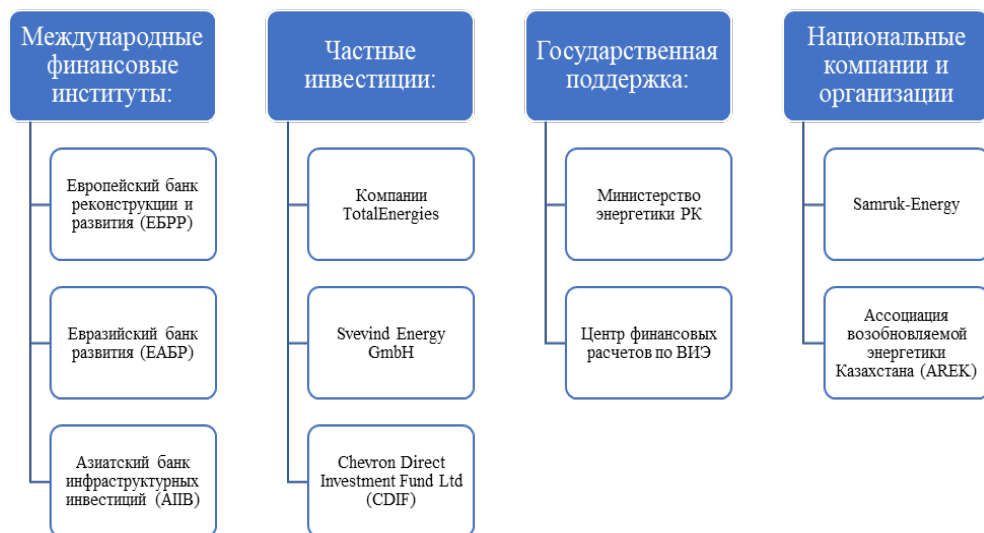 Международные
финансовые
институты:
Европейский банк
реконструкции и
развития (ЕБРР)
Евразийский банк
развития (ЕАБР)
Азиатский банк
инфраструктурных
инвестиций (AIIB)
Частные
инвестиции:
Компании
TotalEnergies
Svevind Energy
GmbH
Chevron Direct
Investment Fund Ltd
(CDIF)
Государственная
поддержка:
Министерство
энергетики РК
Центр финансовых
расчетов по ВИЭ
Национальные
компании и
организации
Samruk-Energy
Ассоциация
возобновляемой
энергетики
Казахстана (AREK)